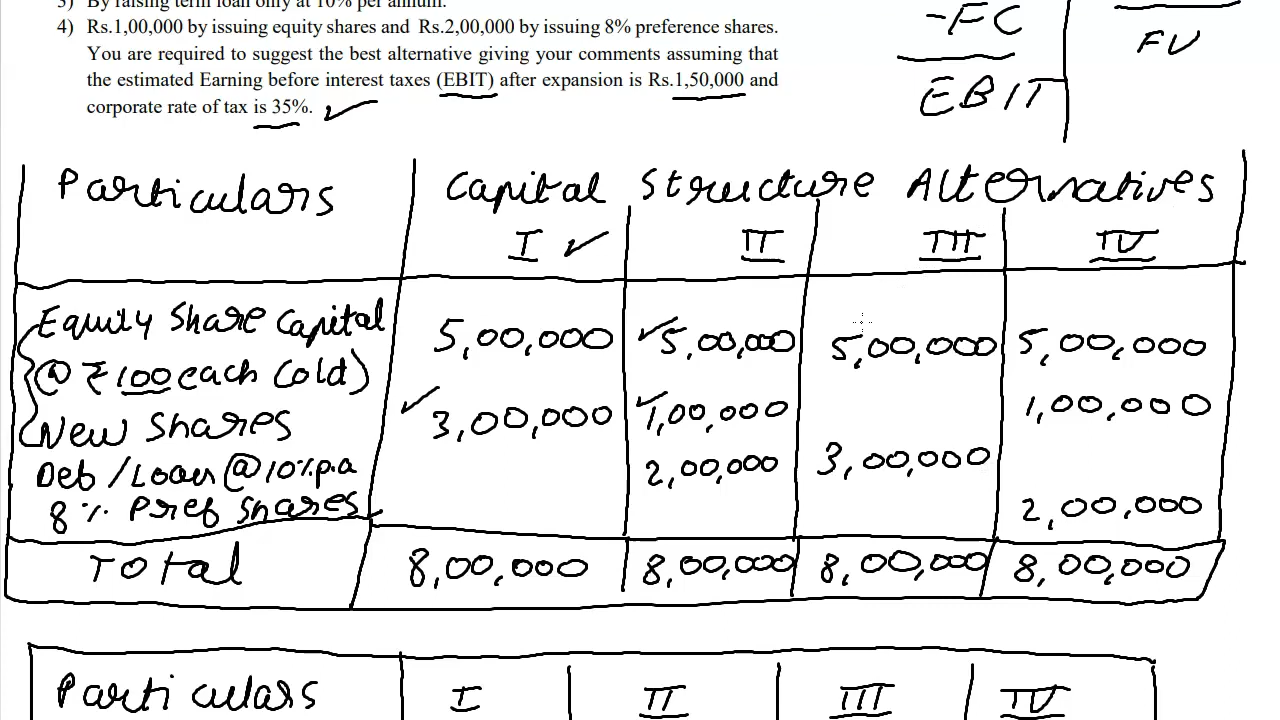 3) By raising term loan only at 10% per annum.
4) Rs.1,00,000 by issuing equity shares and Rs.2,00,000 by issuing 8% preference shares.
You are required to suggest the best alternative giving your comments assuming that
the estimated Earning before interest taxes (EBIT) after expansion is Rs.1,50,000 and
corporate rate of tax is 35%.
-FC
EBIT
FV
Particulars Capital Structure Alternatives
I II III IV
Equity Share Capital
@ ₹100 each (old) 5,00,000 5,00,000 5,00,000 5,00,000
New Shares 3,00,000 1,00,000 1,00,000
Deb/Loan @10%.p.a 2,00,000 3,00,000
8% Pref Shares 2,00,000
Total 8,00,000 8,00,000 8,00,000 8,00,000
Particulars I II III IV